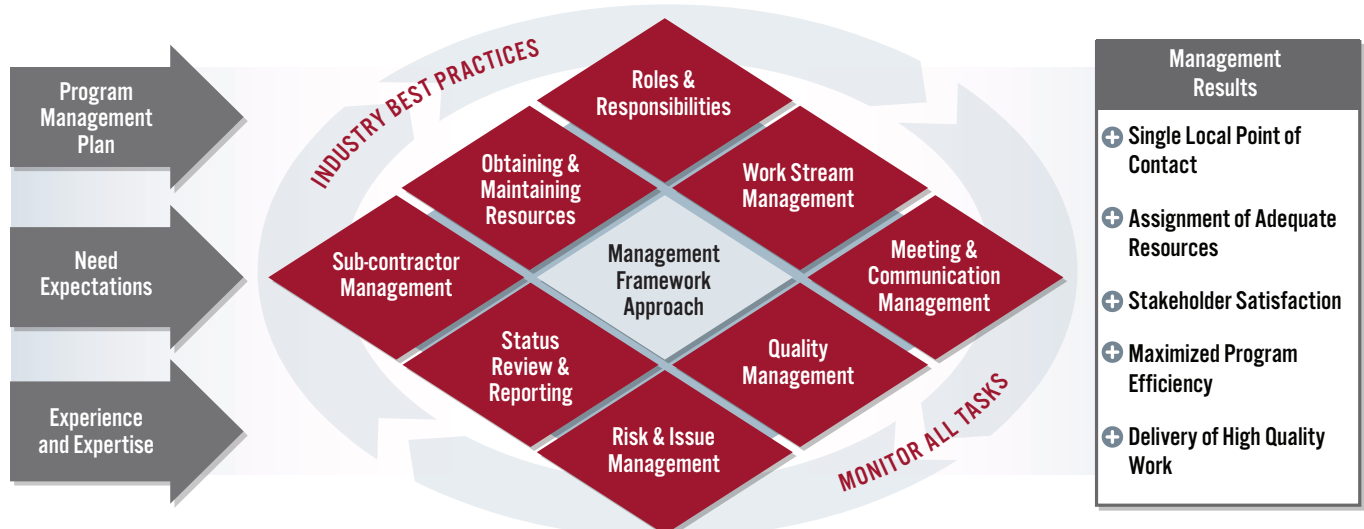 Program
Management
Plan
Need
Expectations
Experience
and Expertise
INDUSTRY BEST PRACTICES
Roles &
Responsibilities
Obtaining &
Maintaining
Resources
Work Stream
Management
Sub-contractor
Management
Management
Framework
Approach
Meeting &
Communication
Management
Status
Review &
Reporting
Quality
Management
Risk & Issue
Management
MONITOR ALL TASKS
Management
Results
Single Local Point of
Contact
Assignment of Adequate
Resources
Stakeholder Satisfaction
Maximized Program
Efficiency
Delivery of High Quality
Work